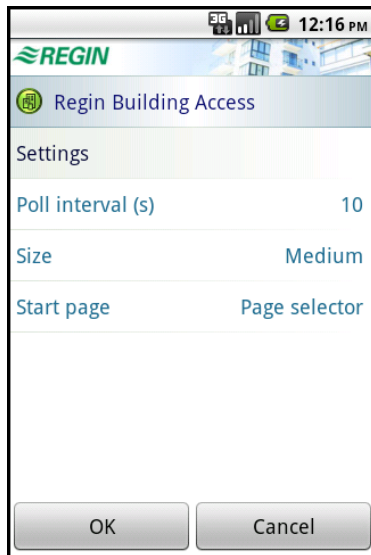 3G 12:16 PM
REGIN
Regin Building Access
Settings
Poll interval (s) 10
Size Medium
Start page Page selector
OK Cancel